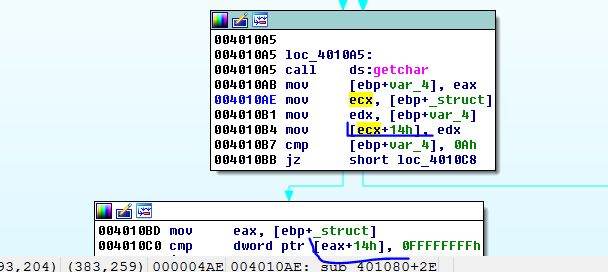 004010A5
004010A5 loc_4010A5:
004010A5 call ds:getchar
004010AB mov [ebp+var_4], eax
004010AE mov ecx, [ebp+_struct]
004010B1 mov edx, [ebp+var_4]
004010B4 mov [ecx+14h], edx
004010B7 cmp [ebp+var_4], 0Ah
004010BB jz short loc_4010C8
004010BD mov eax, [ebp+_struct]
004010C0 cmp dword ptr [eax+14h], 0FFFFFFFFh
93,204) (383,259) 000004AE 004010AE: sub_401080+2E